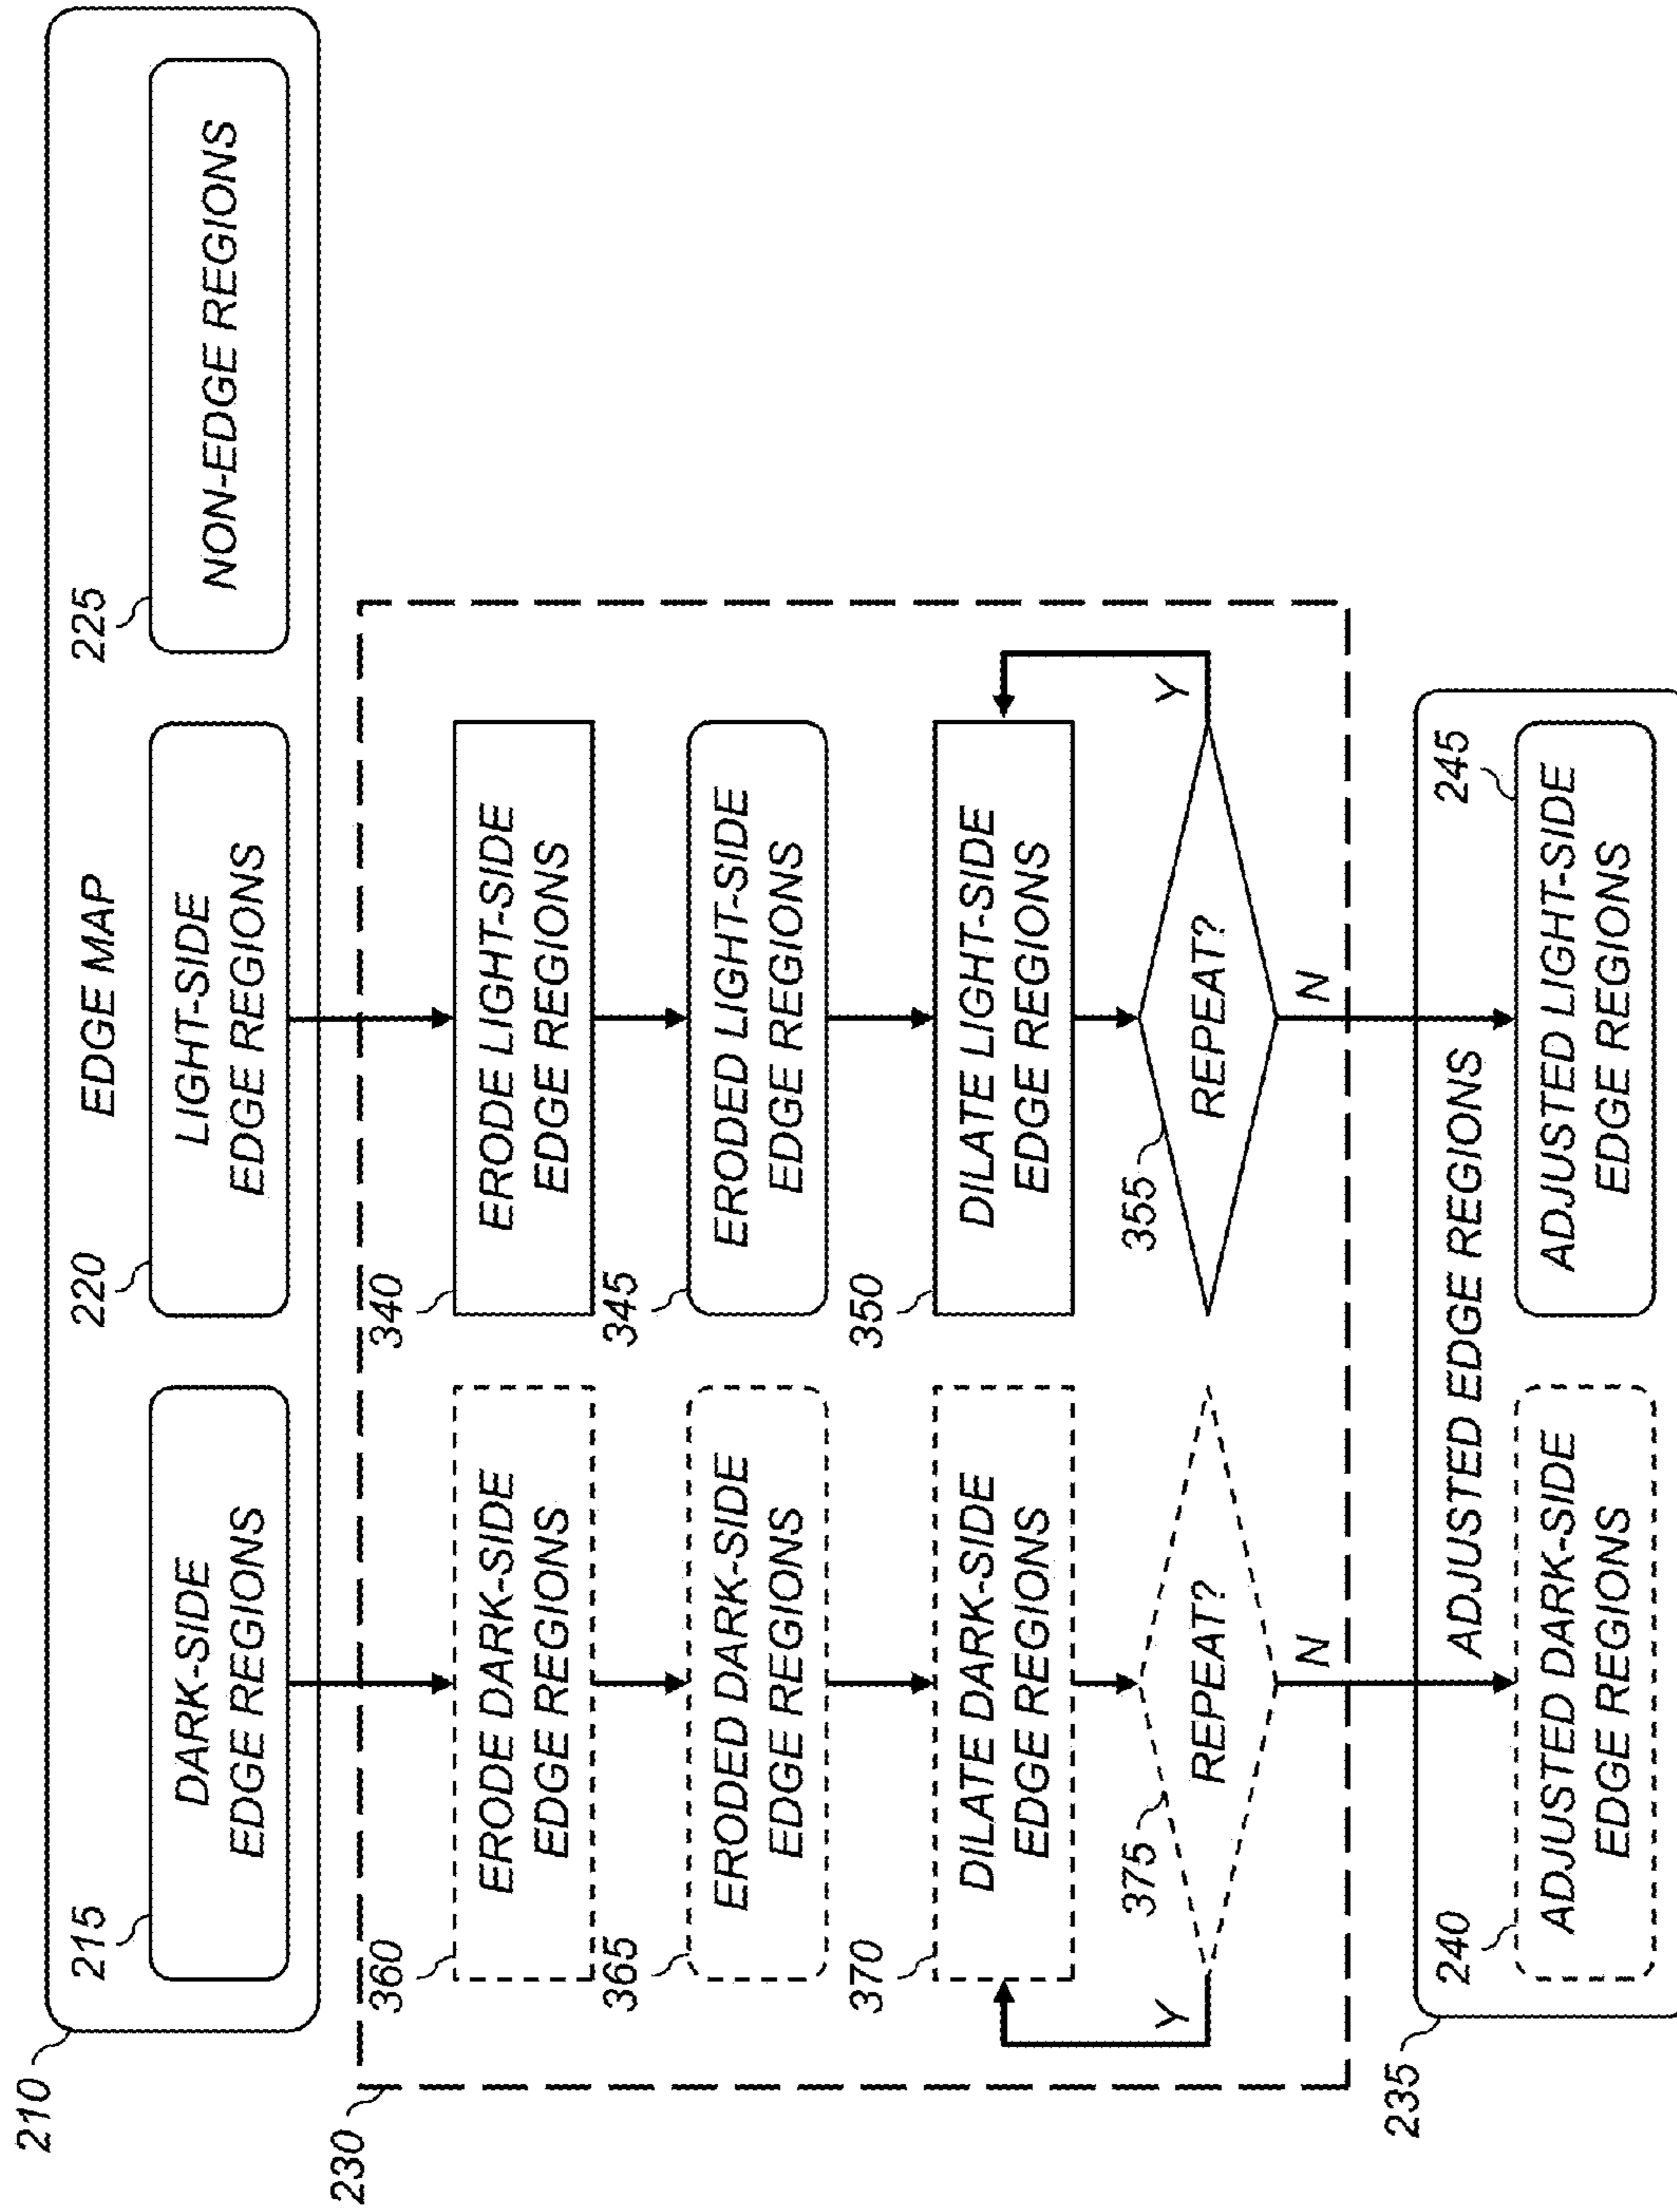 210
EDGE MAP
215
DARK-SIDE
EDGE REGIONS
220
LIGHT-SIDE
EDGE REGIONS
225
NON-EDGE REGIONS
230
360
ERODE DARK-SIDE
EDGE REGIONS
340
ERODE LIGHT-SIDE
EDGE REGIONS
365
ERODED DARK-SIDE
EDGE REGIONS
345
ERODED LIGHT-SIDE
EDGE REGIONS
370
DILATE DARK-SIDE
EDGE REGIONS
350
DILATE LIGHT-SIDE
EDGE REGIONS
Y
375
REPEAT?
N
355
REPEAT?
Y
N
235
ADJUSTED EDGE REGIONS
240
ADJUSTED DARK-SIDE
EDGE REGIONS
245
ADJUSTED LIGHT-SIDE
EDGE REGIONS